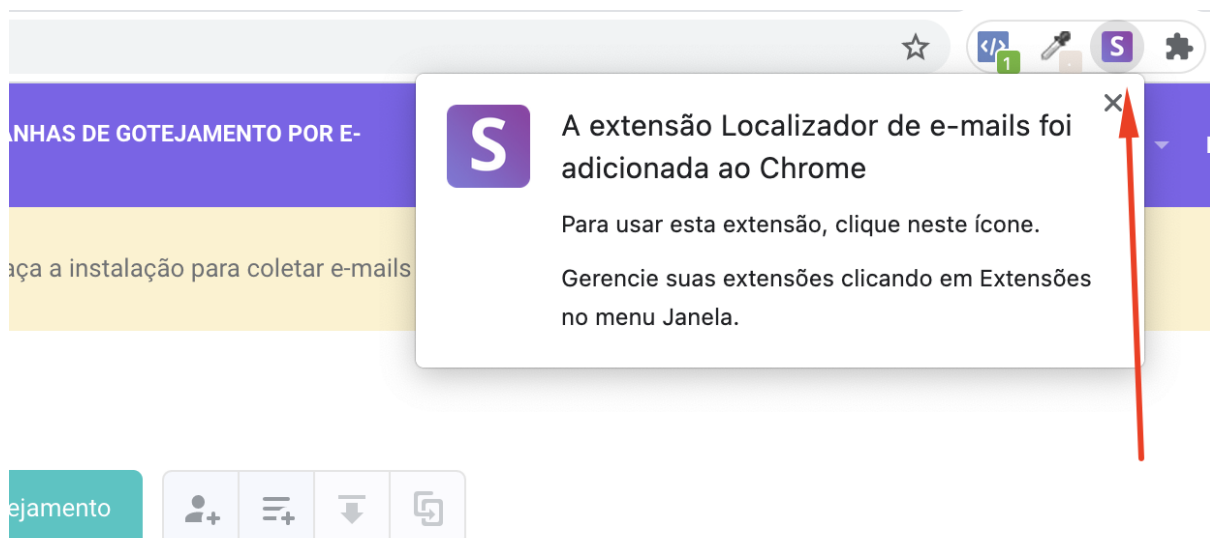 </>
1
S
ANHAS DE GOTEJAMENTO POR E-
S
A extensão Localizador de e-mails foi
adicionada ao Chrome
Para usar esta extensão, clique neste ícone.
Gerencie suas extensões clicando em Extensões
no menu Janela.
aça a instalação para coletar e-mails
ejamento